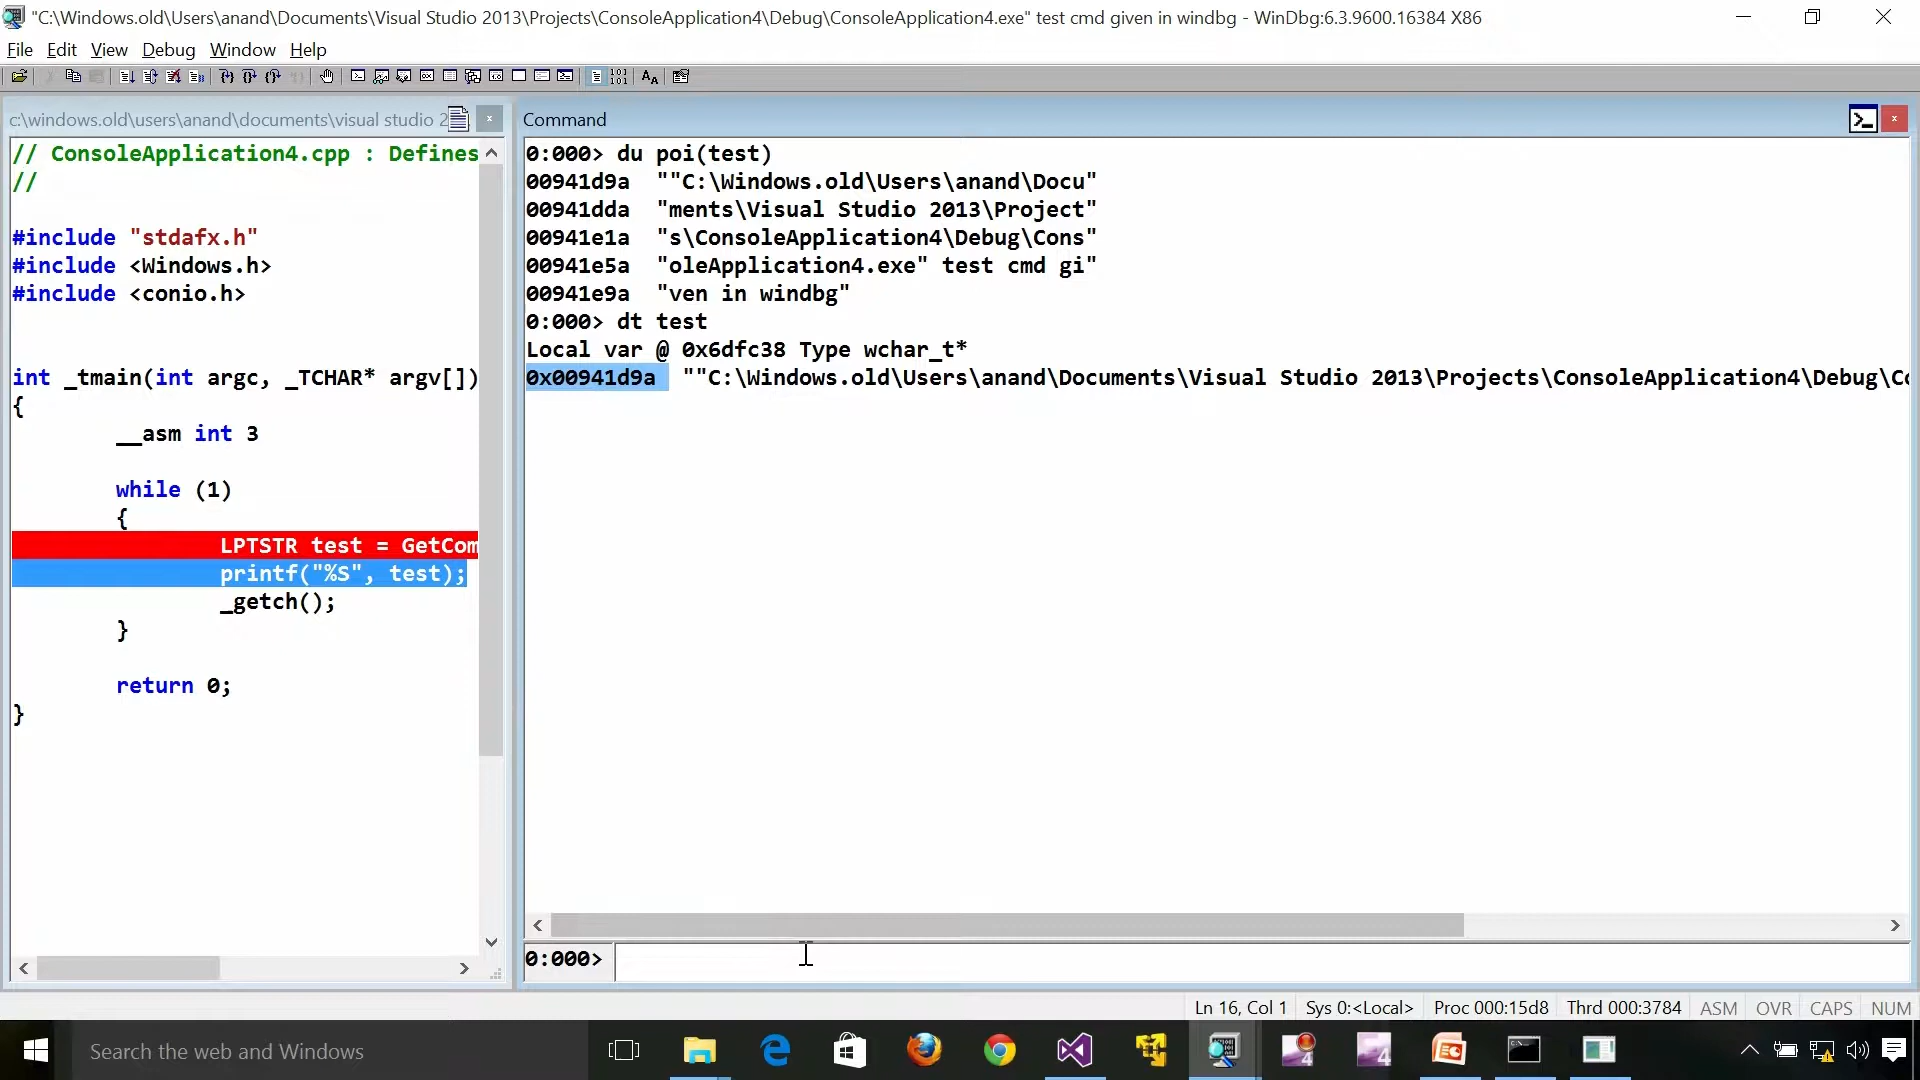 "C:\Windows.old\Users\anand\Documents\Visual Studio 2013\Projects\ConsoleApplication4\Debug\ConsoleApplication4.exe" test cmd given in windbg - WinDbg:6.3.9600.16384 X86
File Edit View Debug Window Help
c:\windows.old\users\anand\documents\visual studio 2
// ConsoleApplication4.cpp : Defines
//
#include "stdafx.h"
#include <Windows.h>
#include <conio.h>
int _tmain(int argc, _TCHAR* argv[])
{
__asm int 3
while (1)
{
LPTSTR test = GetCom
printf("%S", test);
_getch();
}
return 0;
}
Command
0:000> du poi(test)
00941d9a ""C:\Windows.old\Users\anand\Docu"
00941dda "ments\Visual Studio 2013\Project"
00941e1a "s\ConsoleApplication4\Debug\Cons"
00941e5a "oleApplication4.exe" test cmd gi"
00941e9a "ven in windbg"
0:000> dt test
Local var @ 0x6dfc38 Type wchar_t*
0x00941d9a ""C:\Windows.old\Users\anand\Documents\Visual Studio 2013\Projects\ConsoleApplication4\Debug\Co
0:000>
Ln 16, Col 1 Sys 0:<Local> Proc 000:15d8 Thrd 000:3784 ASM OVR CAPS NUM
Search the web and Windows